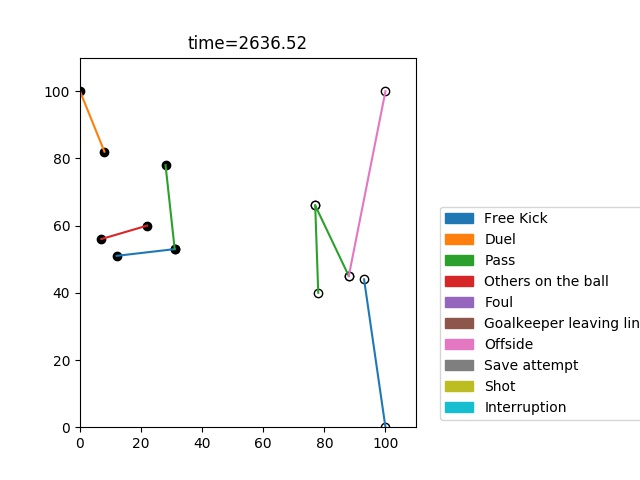 time=2636.52
100
80
60
40
20
0
0
20
40
60
80
100
Free Kick
Duel
Pass
Others on the ball
Foul
Goalkeeper leaving lin
Offside
Save attempt
Shot
Interruption